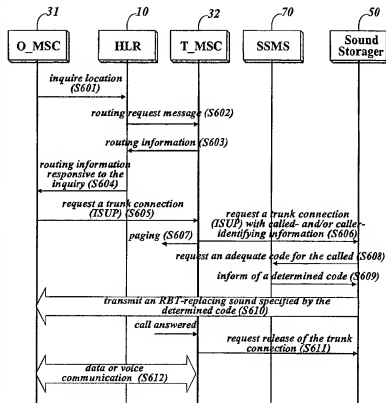 31
10
32
70
50
O_MSC
HLR
T_MSC
SSMS
Sound
Storager
inquire location
(S601)
routing request message (S602)
routing information (S603)
routing information
responsive to the
inquiry (S604)
request a trunk connection
(ISUP) (S605)
request a trunk connection
(ISUP) with called- and/or caller-
identifying information (S606)
paging (S607)
request an adequate code for the called (S608)
inform of a determined code (S609)
transmit an RBT-replacing sound specified by the
determined code (S610)
call answered
request release of the trunk
connection (S611)
data or voice
communication (S612)